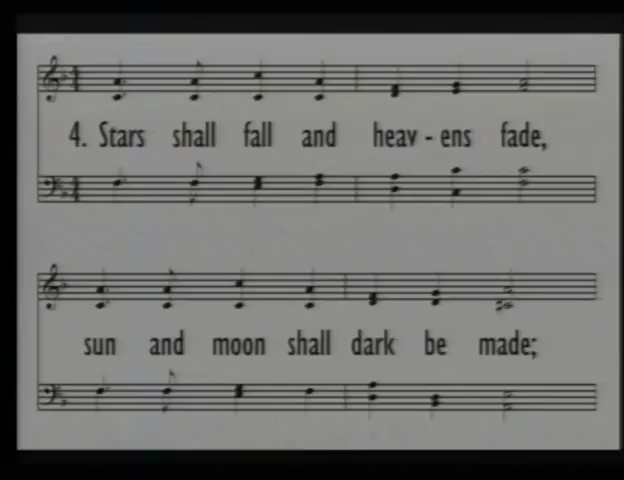 4. Stars shall fall and heav - ens fade,
sun and moon shall dark be made;